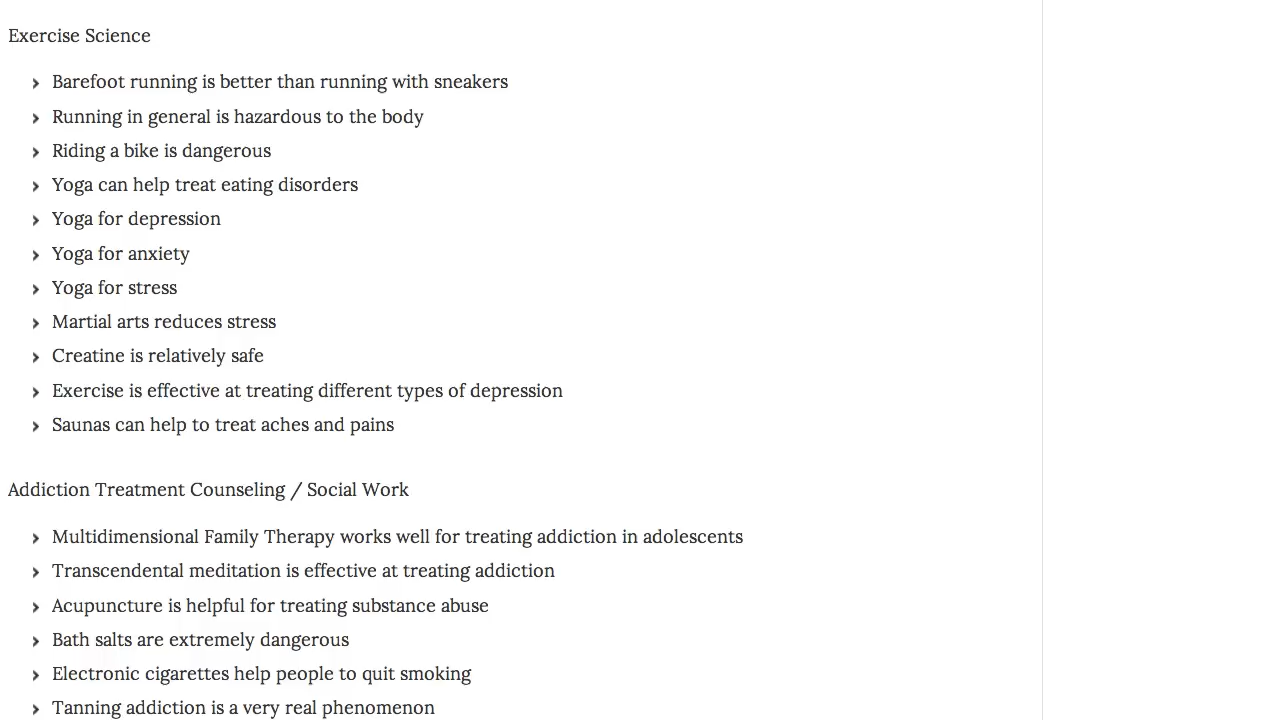 Exercise Science
Barefoot running is better than running with sneakers
Running in general is hazardous to the body
Riding a bike is dangerous
Yoga can help treat eating disorders
Yoga for depression
Yoga for anxiety
Yoga for stress
Martial arts reduces stress
Creatine is relatively safe
Exercise is effective at treating different types of depression
Saunas can help to treat aches and pains
Addiction Treatment Counseling / Social Work
Multidimensional Family Therapy works well for treating addiction in adolescents
Transcendental meditation is effective at treating addiction
Acupuncture is helpful for treating substance abuse
Bath salts are extremely dangerous
Electronic cigarettes help people to quit smoking
Tanning addiction is a very real phenomenon